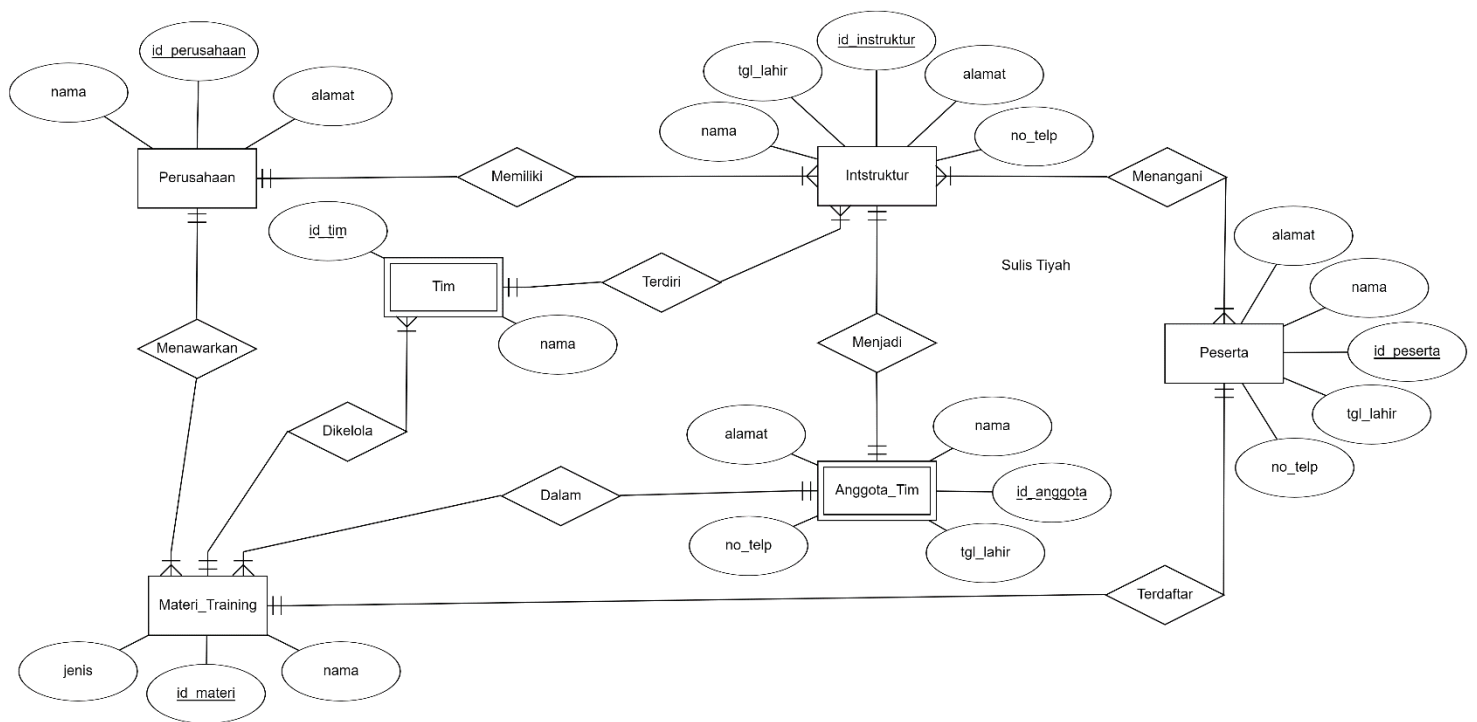 id_perusahaan
nama
alamat
Perusahaan
Memiliki
id_instruktur
tgl_lahir
alamat
nama
no_telp
Intstruktur
Menangani
id_tim
Tim
nama
Terdiri
Sulis Tiyah
alamat
nama
Peserta
id_peserta
tgl_lahir
no_telp
Menawarkan
Menjadi
Dikelola
alamat
nama
Dalam
Anggota_Tim
id_anggota
no_telp
tgl_lahir
Materi_Training
Terdaftar
jenis
id_materi
nama